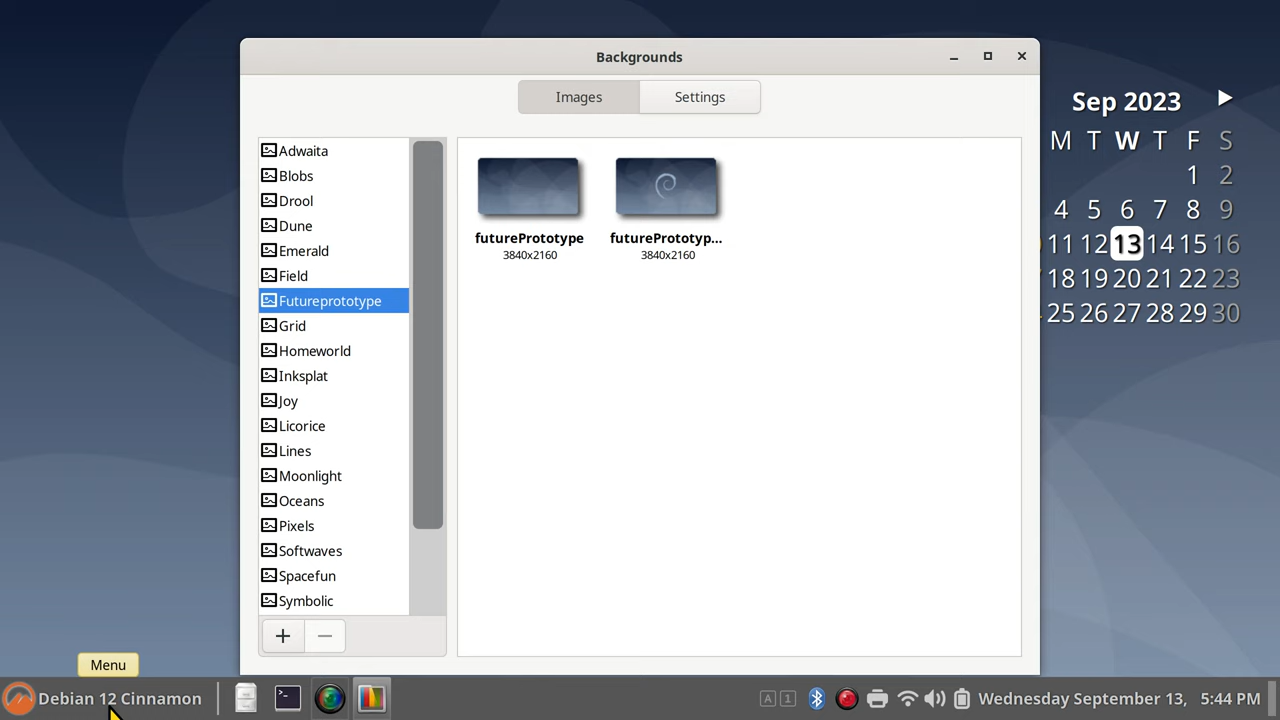 Backgrounds
Images
Settings
Adwaita
Blobs
Drool
Dune
Emerald
Field
Futureprototype
Grid
Homeworld
Inksplat
Joy
Licorice
Lines
Moonlight
Oceans
Pixels
Softwaves
Spacefun
Symbolic
futurePrototype
3840x2160
futurePrototyp...
3840x2160
Sep 2023
M T W T F S
1 2
4 5 6 7 8 9
11 12 13 14 15 16
18 19 20 21 22 23
25 26 27 28 29 30
Menu
Debian 12 Cinnamon
A 1
Wednesday September 13, 5:44 PM